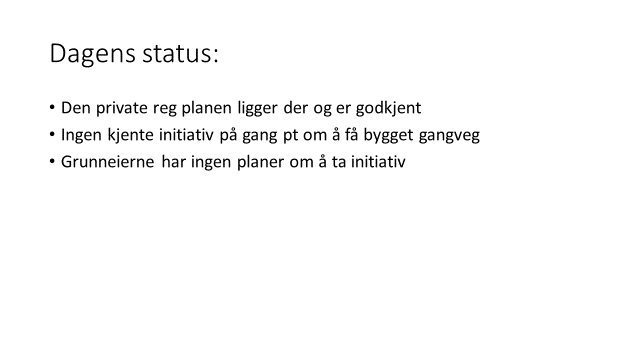 Dagens status:
• Den private reg planen ligger der og er godkjent
• Ingen kjente initiativ på gang pt om å få bygget gangveg
• Grunneierne har ingen planer om å ta initiativ